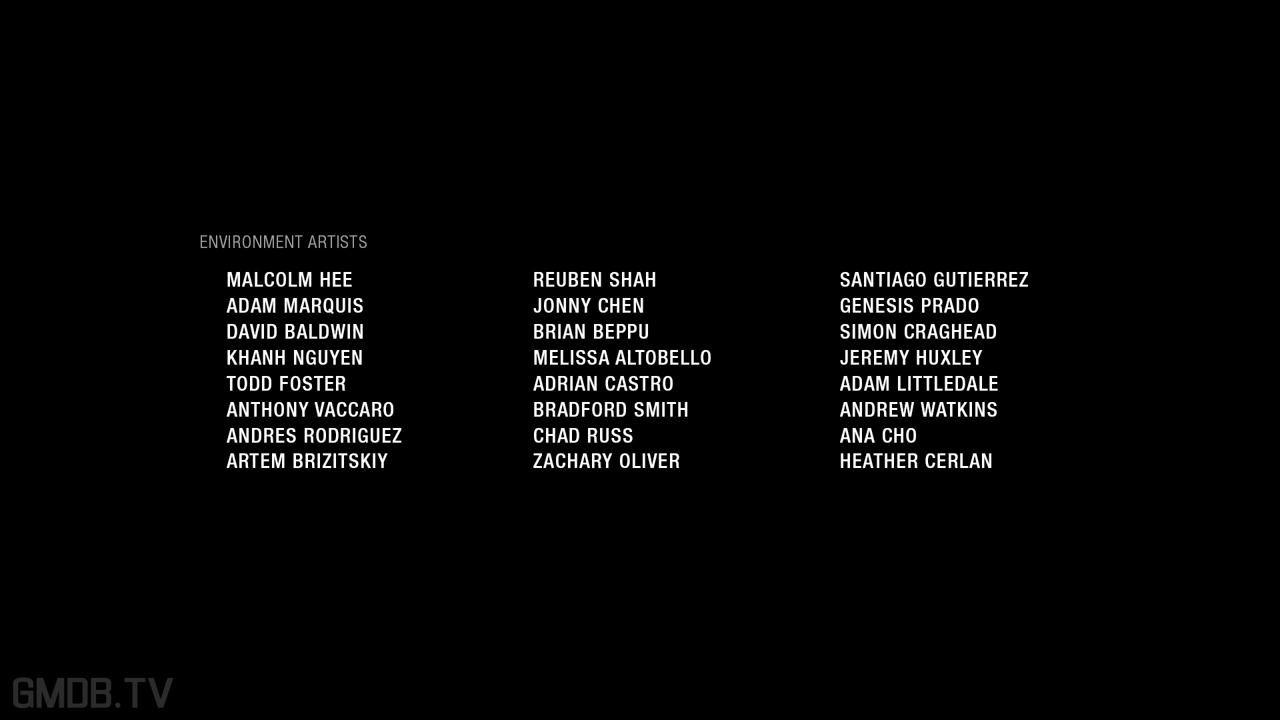 ENVIRONMENT ARTISTS
MALCOLM HEE
ADAM MARQUIS
DAVID BALDWIN
KHANH NGUYEN
TODD FOSTER
ANTHONY VACCARO
ANDRES RODRIGUEZ
ARTEM BRIZITSKIY
REUBEN SHAH
JONNY CHEN
BRIAN BEPPU
MELISSA ALTOBELLO
ADRIAN CASTRO
BRADFORD SMITH
CHAD RUSS
ZACHARY OLIVER
SANTIAGO GUTIERREZ
GENESIS PRADO
SIMON CRAGHEAD
JEREMY HUXLEY
ADAM LITTLEDALE
ANDREW WATKINS
ANA CHO
HEATHER CERLAN
GMDB.TV